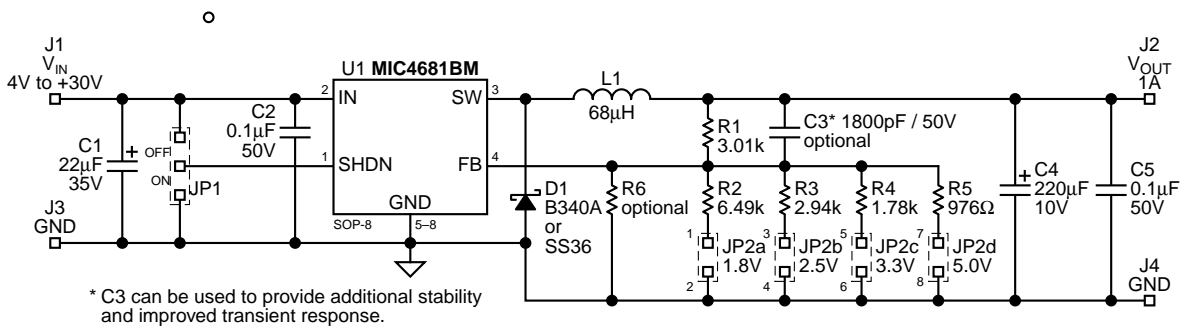 J1
VIN
4V to +30V
U1 MIC4681BM
2
IN
SW
3
L1
68µH
J2
VOUT
1A
C1
22µF
35V
+
OFF
ON
JP1
C2
0.1µF
50V
1
SHDN
FB
4
GND
SOP-8
5–8
R1
3.01k
C3* 1800pF / 50V
optional
D1
B340A
or
SS36
R6
optional
R2
6.49k
R3
2.94k
R4
1.78k
R5
976Ω
+
C4
220µF
10V
C5
0.1µF
50V
J3
GND
1
JP2a
1.8V
2
3
JP2b
2.5V
4
5
JP2c
3.3V
6
7
JP2d
5.0V
8
J4
GND
* C3 can be used to provide additional stability
and improved transient response.